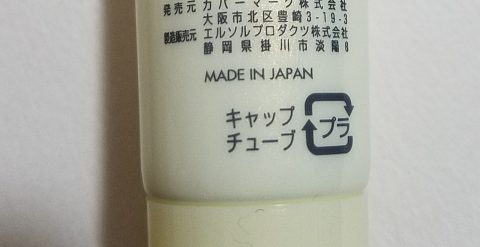 発売元 カバーマーク株式会社
大阪市北区豊崎3-19-3
製造販売元 エルソルプロダクツ株式会社
静岡県掛川市淡陽8
MADE IN JAPAN
キャップ
チューブ
プラ